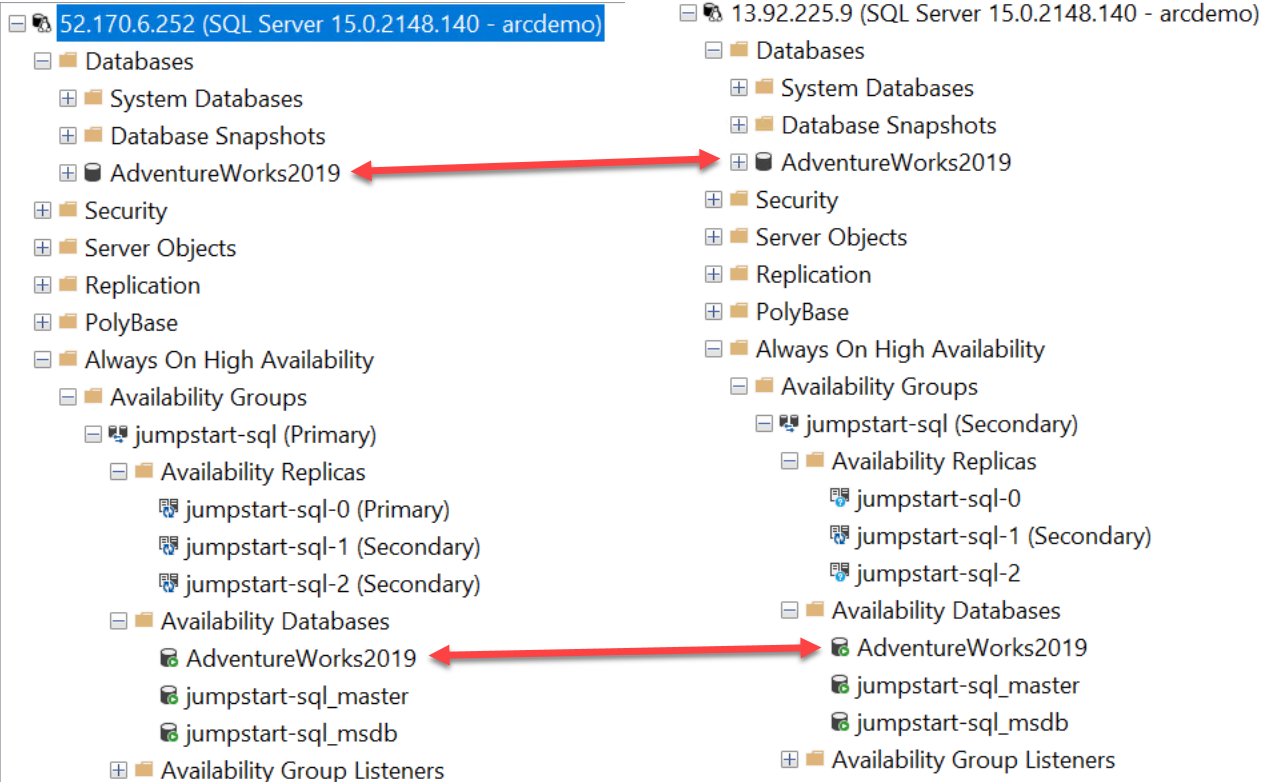 52.170.6.252 (SQL Server 15.0.2148.140 - arcdemo)
Databases
System Databases
Database Snapshots
AdventureWorks2019
Security
Server Objects
Replication
PolyBase
Always On High Availability
Availability Groups
jumpstart-sql (Primary)
Availability Replicas
jumpstart-sql-0 (Primary)
jumpstart-sql-1 (Secondary)
jumpstart-sql-2 (Secondary)
Availability Databases
AdventureWorks2019
jumpstart-sql_master
jumpstart-sql_msdb
Availability Group Listeners
13.92.225.9 (SQL Server 15.0.2148.140 - arcdemo)
Databases
System Databases
Database Snapshots
AdventureWorks2019
Security
Server Objects
Replication
PolyBase
Always On High Availability
Availability Groups
jumpstart-sql (Secondary)
Availability Replicas
jumpstart-sql-0
jumpstart-sql-1 (Secondary)
jumpstart-sql-2
Availability Databases
AdventureWorks2019
jumpstart-sql_master
jumpstart-sql_msdb
Availability Group Listeners